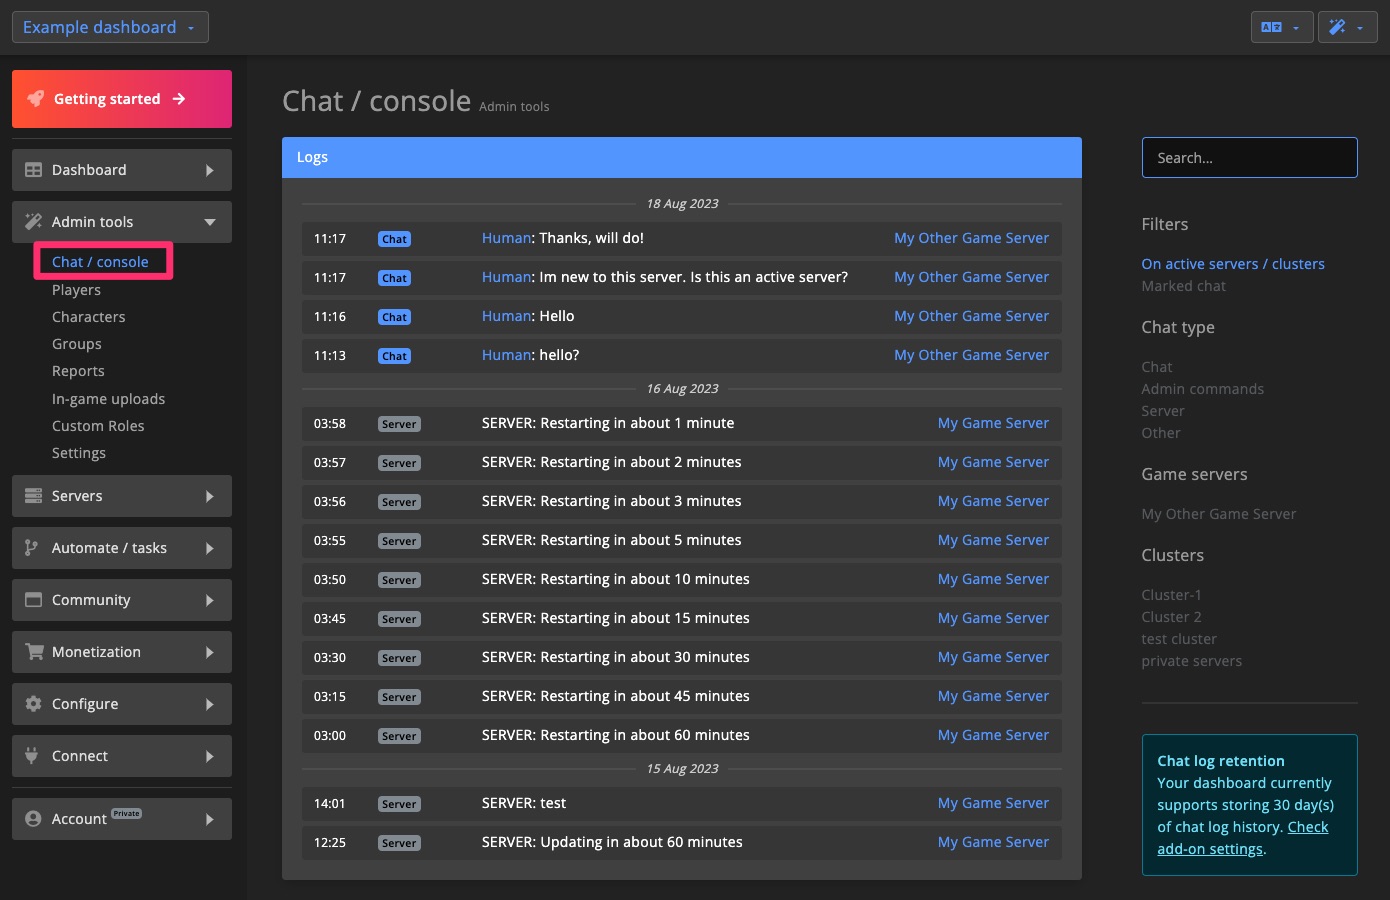 Example dashboard
Getting started
Dashboard
Admin tools
Chat / console
Players
Characters
Groups
Reports
In-game uploads
Custom Roles
Settings
Servers
Automate / tasks
Community
Monetization
Configure
Connect
Account Private
Chat / console Admin tools
Logs
18 Aug 2023
11:17 Chat Human: Thanks, will do! My Other Game Server
11:17 Chat Human: Im new to this server. Is this an active server? My Other Game Server
11:16 Chat Human: Hello My Other Game Server
11:13 Chat Human: hello? My Other Game Server
16 Aug 2023
03:58 Server SERVER: Restarting in about 1 minute My Game Server
03:57 Server SERVER: Restarting in about 2 minutes My Game Server
03:56 Server SERVER: Restarting in about 3 minutes My Game Server
03:55 Server SERVER: Restarting in about 5 minutes My Game Server
03:50 Server SERVER: Restarting in about 10 minutes My Game Server
03:45 Server SERVER: Restarting in about 15 minutes My Game Server
03:30 Server SERVER: Restarting in about 30 minutes My Game Server
03:15 Server SERVER: Restarting in about 45 minutes My Game Server
03:00 Server SERVER: Restarting in about 60 minutes My Game Server
15 Aug 2023
14:01 Server SERVER: test My Game Server
12:25 Server SERVER: Updating in about 60 minutes My Game Server
Search...
Filters
On active servers / clusters
Marked chat
Chat type
Chat
Admin commands
Server
Other
Game servers
My Other Game Server
Clusters
Cluster-1
Cluster 2
test cluster
private servers
Chat log retention
Your dashboard currently
supports storing 30 day(s)
of chat log history. Check
add-on settings.